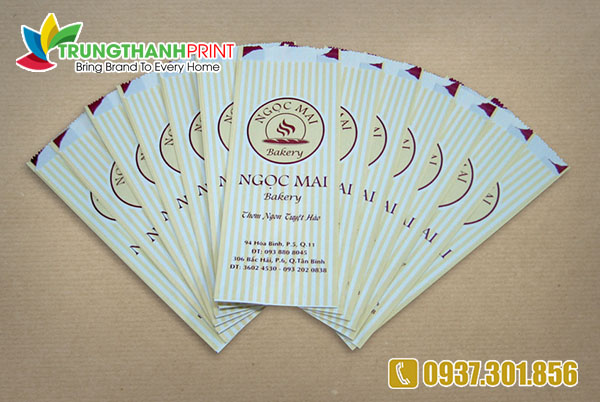 TRUNGTHANHPRINT
Bring Brand To Every Home
NGỌC MAI
Bakery
NGỌC MAI
Bakery
Thơm Ngon Tuyệt Hảo
94 Hòa Bình, P.5, Q.11
ĐT: 093 880 8045
306 Bắc Hải, P.6, Q.Tân Bình
ĐT: 3602 4530 - 093 202 0838
0937.301.856